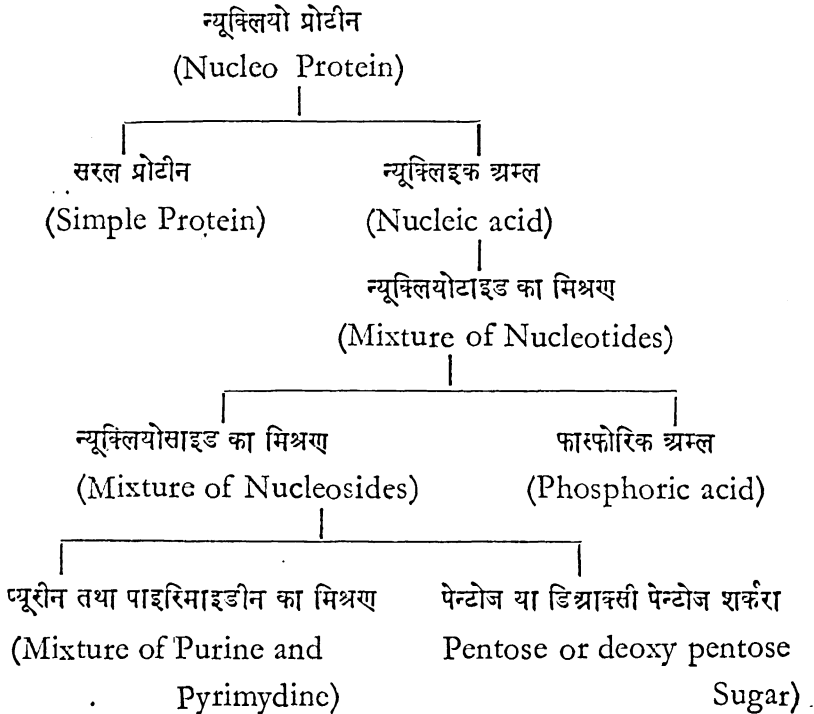 न्यूक्लियो प्रोटीन
(Nucleo Protein)
सरल प्रोटीन न्यूक्लिइक अम्ल
(Simple Protein) (Nucleic acid)
न्यूक्लियोटाइड का मिश्रण
(Mixture of Nucleotides)
न्यूक्लियोसाइड का मिश्रण फास्फोरिक अम्ल
(Mixture of Nucleosides) (Phosphoric acid)
प्यूरीन तथा पाइरिमाइडीन का मिश्रण पेन्टोज या डिआक्सी पेन्टोज शर्करा
(Mixture of Purine and Pentose or deoxy pentose
Pyrimydine) Sugar)